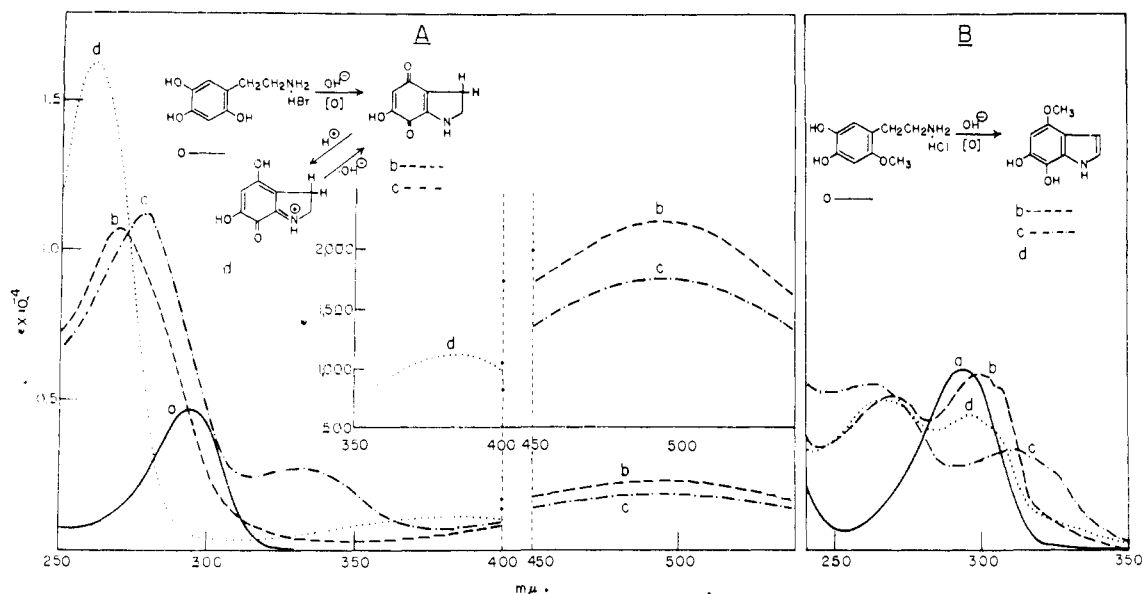 A
B
d
1.5
HO
HO
OH
CH2CH2NH2
HBr
OH⊖
[O]
O
HO
O
N
H
H
H
a
H⊕
OH⊖
b
c
OH
HO
O
N
⊕
H
H
H
d
b
c
1.0
a
0.5
2,000
1,500
1,000
500
d
350
400
450
500
b
c
b
c
ε X 10-4
250
300
350
400
450
500
mμ
HO
HO
OCH3
CH2CH2NH2
HCl
OH⊖
[O]
OCH3
HO
OH
N
H
a
b
c
d
a
b
d
c
250
300
350